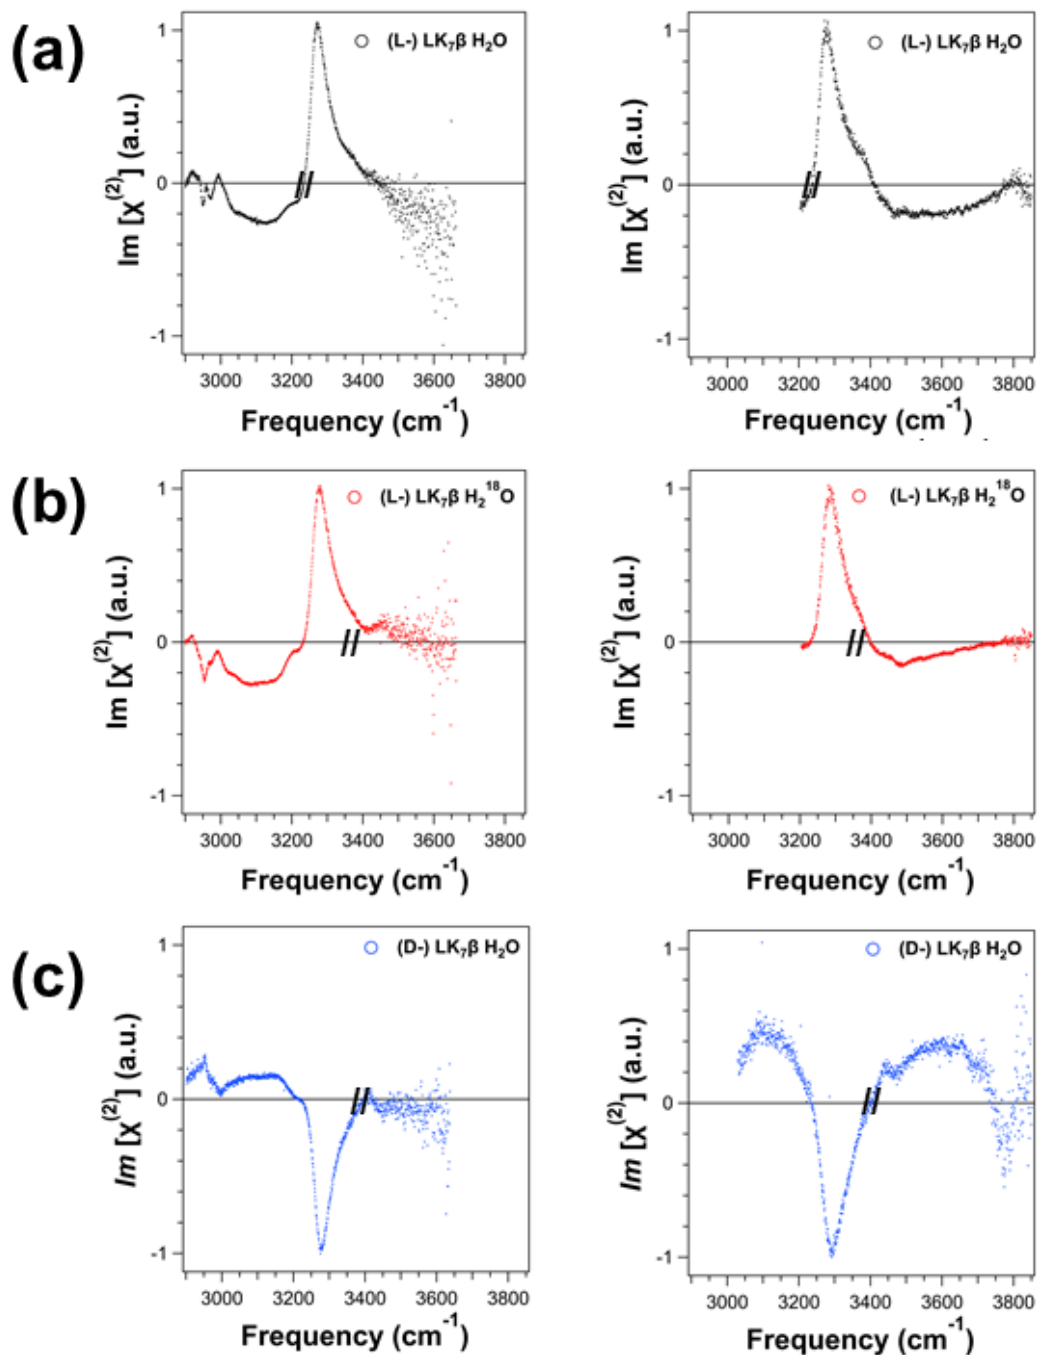 (a)
Im [χ(2)] (a.u.)
1
0
-1
(L-) LK7β H2O
3000 3200 3400 3600 3800
Frequency (cm-1)
Im [χ(2)] (a.u.)
1
0
-1
(L-) LK7β H2O
3000 3200 3400 3600 3800
Frequency (cm-1)
(b)
Im [χ(2)] (a.u.)
1
0
-1
(L-) LK7β H218O
3000 3200 3400 3600 3800
Frequency (cm-1)
Im [χ(2)] (a.u.)
1
0
-1
(L-) LK7β H218O
3000 3200 3400 3600 3800
Frequency (cm-1)
(c)
Im [χ(2)] (a.u.)
1
0
-1
(D-) LK7β H2O
3000 3200 3400 3600 3800
Frequency (cm-1)
Im [χ(2)] (a.u.)
1
0
-1
(D-) LK7β H2O
3000 3200 3400 3600 3800
Frequency (cm-1)